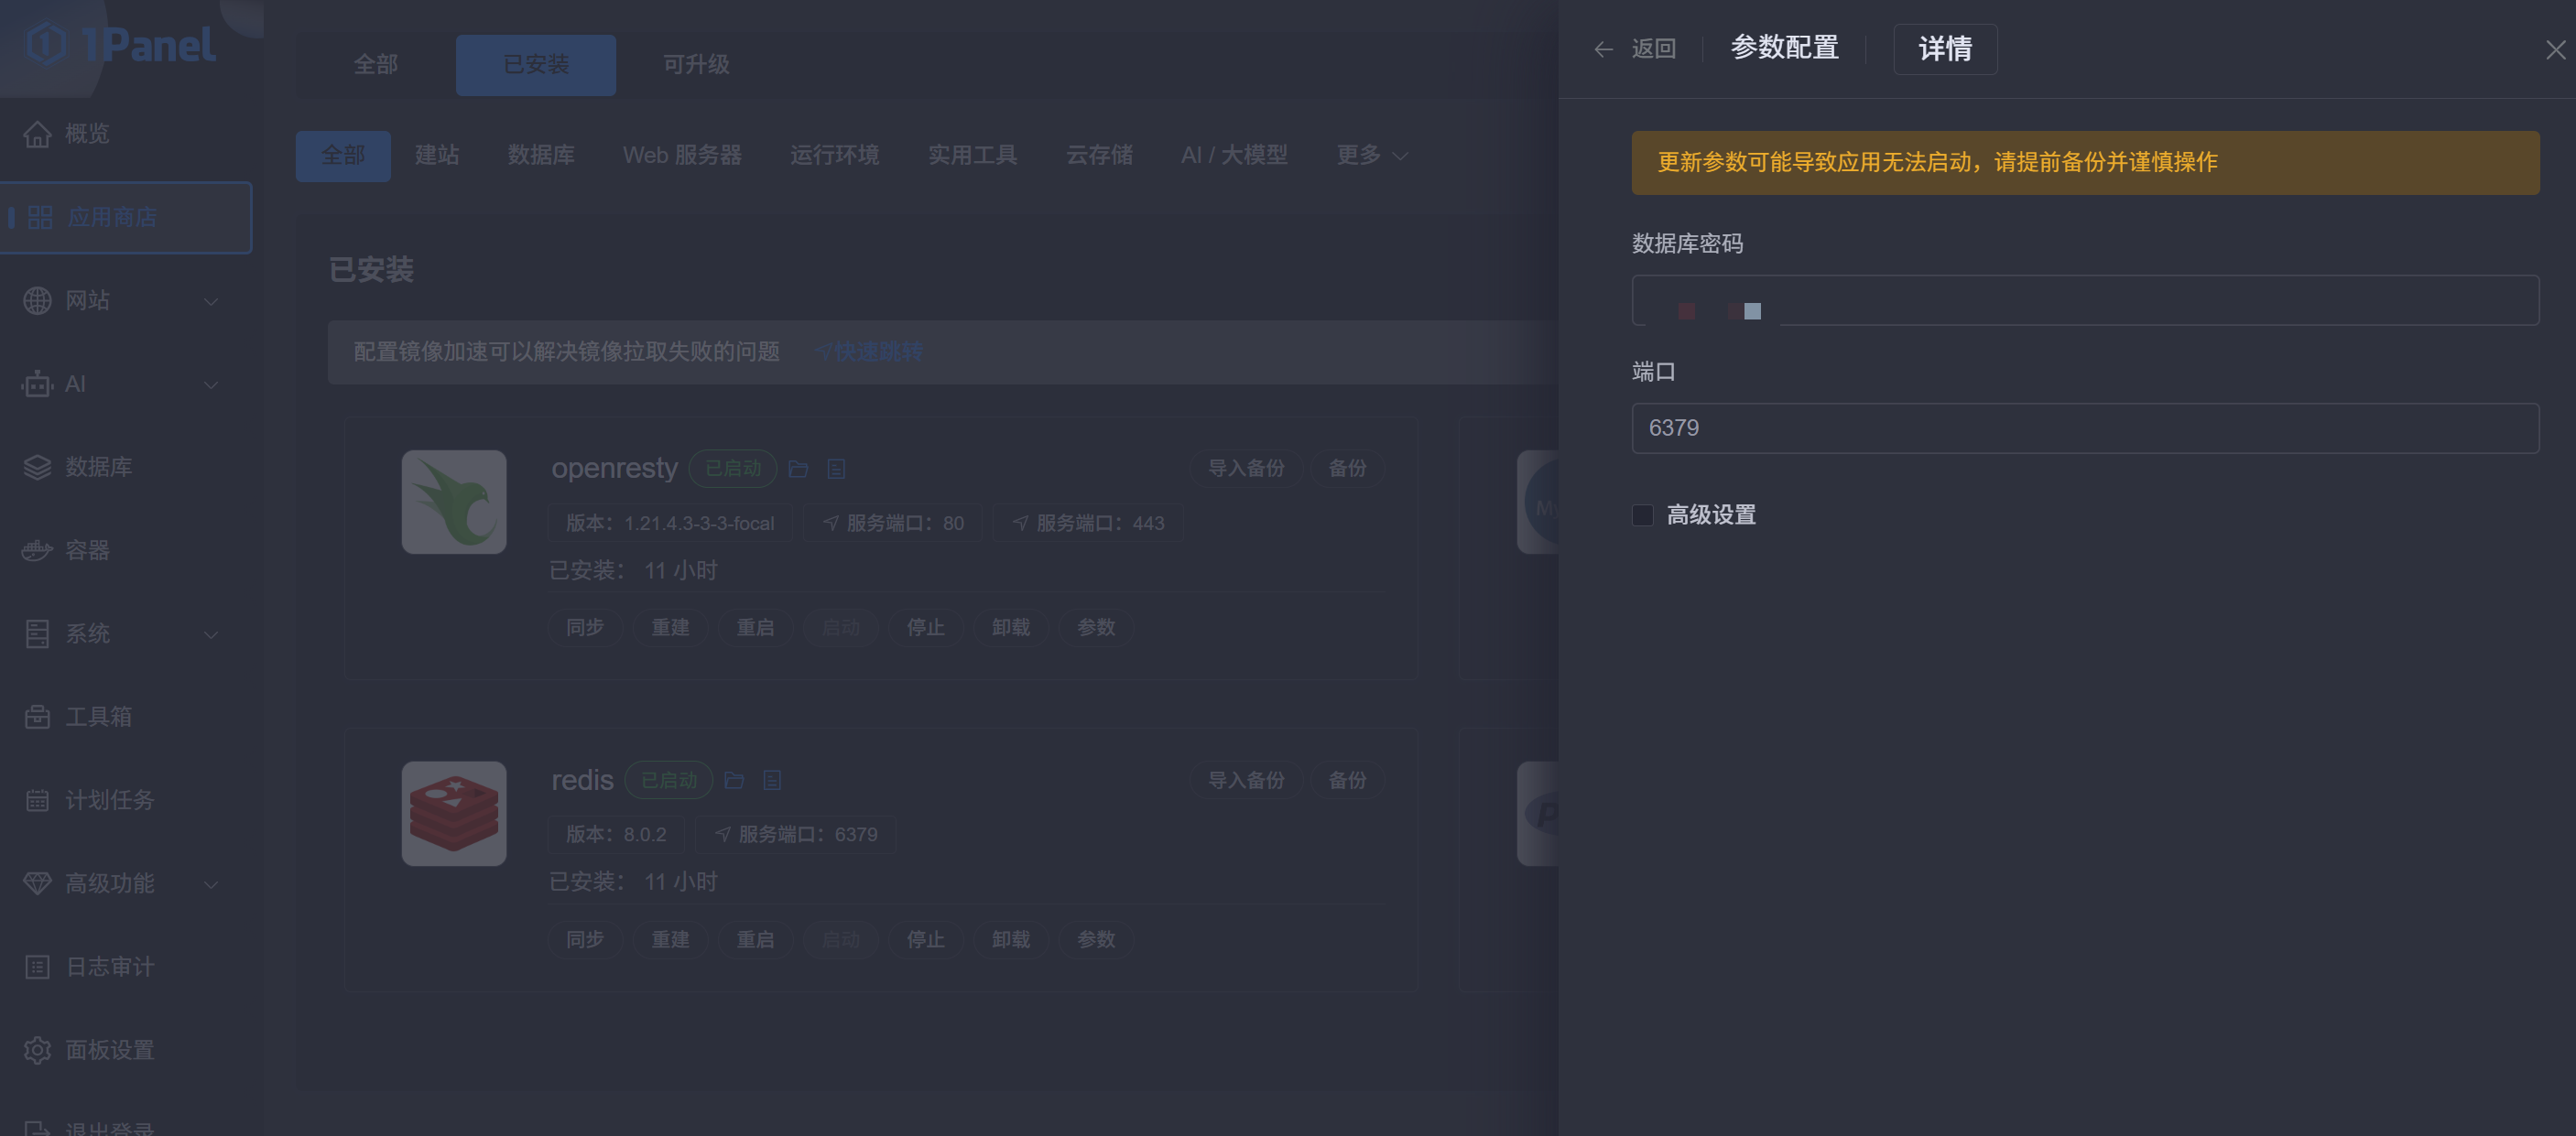 1Panel
概览
应用商店
网站
AI
数据库
容器
系统
工具箱
计划任务
高级功能
日志审计
面板设置
退出登录
全部
已安装
可升级
全部
建站
数据库
Web 服务器
运行环境
实用工具
云存储
AI / 大模型
更多
已安装
配置镜像加速可以解决镜像拉取失败的问题 快速跳转
openresty 已启动 导入备份 备份
版本：1.21.4.3-3-3-focal 服务端口：80 服务端口：443
已安装： 11 小时
同步 重建 重启 启动 停止 卸载 参数
redis 已启动 导入备份 备份
版本：8.0.2 服务端口：6379
已安装： 11 小时
同步 重建 重启 启动 停止 卸载 参数
My
P
返回 参数配置 详情
更新参数可能导致应用无法启动，请提前备份并谨慎操作
数据库密码
端口
6379
高级设置